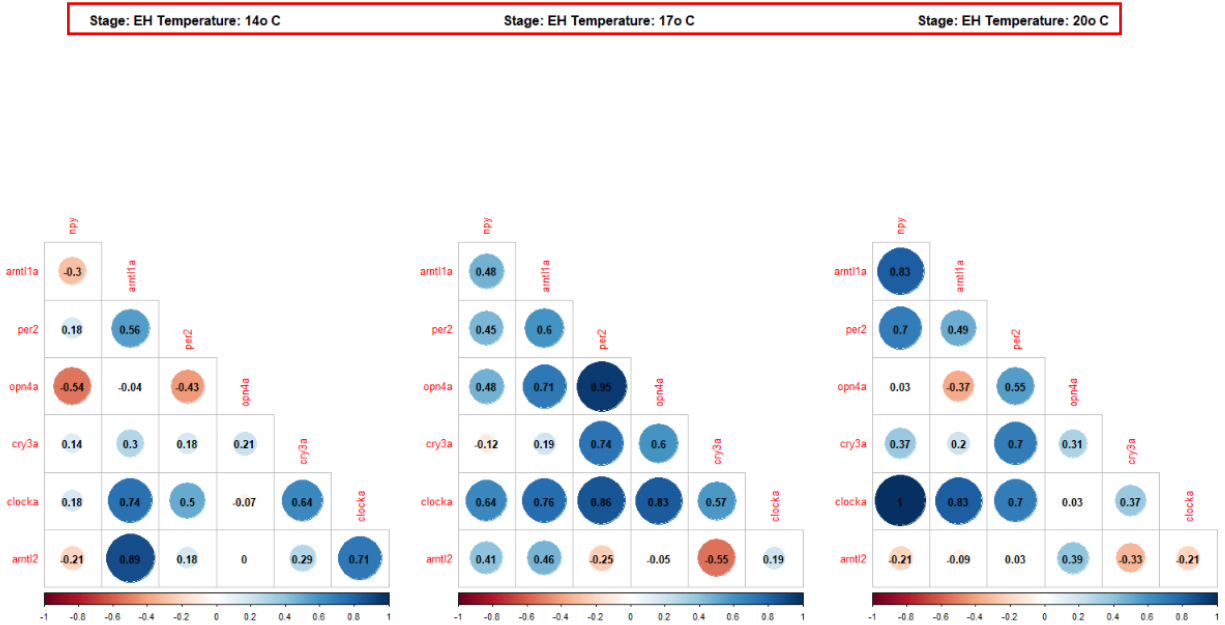 Stage: EH Temperature: 14o C
npy
arntl1a -0.3 arntl1a
per2 0.18 0.56 per2
opn4a -0.54 -0.04 -0.43 opn4a
cry3a 0.14 0.3 0.18 0.21 cry3a
clocka 0.18 0.74 0.5 -0.07 0.64 clocka
arntl2 -0.21 0.89 0.18 0 0.29 0.71
-1 -0.8 -0.6 -0.4 -0.2 0 0.2 0.4 0.6 0.8 1
Stage: EH Temperature: 17o C
npy
arntl1a 0.48 arntl1a
per2 0.45 0.6 per2
opn4a 0.48 0.71 0.95 opn4a
cry3a -0.12 0.19 0.74 0.6 cry3a
clocka 0.64 0.76 0.86 0.83 0.57 clocka
arntl2 0.41 0.46 -0.25 -0.05 -0.55 0.19
-1 -0.8 -0.6 -0.4 -0.2 0 0.2 0.4 0.6 0.8 1
Stage: EH Temperature: 20o C
npy
arntl1a 0.83 arntl1a
per2 0.7 0.49 per2
opn4a 0.03 -0.37 0.55 opn4a
cry3a 0.37 0.2 0.7 0.31 cry3a
clocka 1 0.83 0.7 0.03 0.37 clocka
arntl2 -0.21 -0.09 0.03 0.39 -0.33 -0.21
-1 -0.8 -0.6 -0.4 -0.2 0 0.2 0.4 0.6 0.8 1